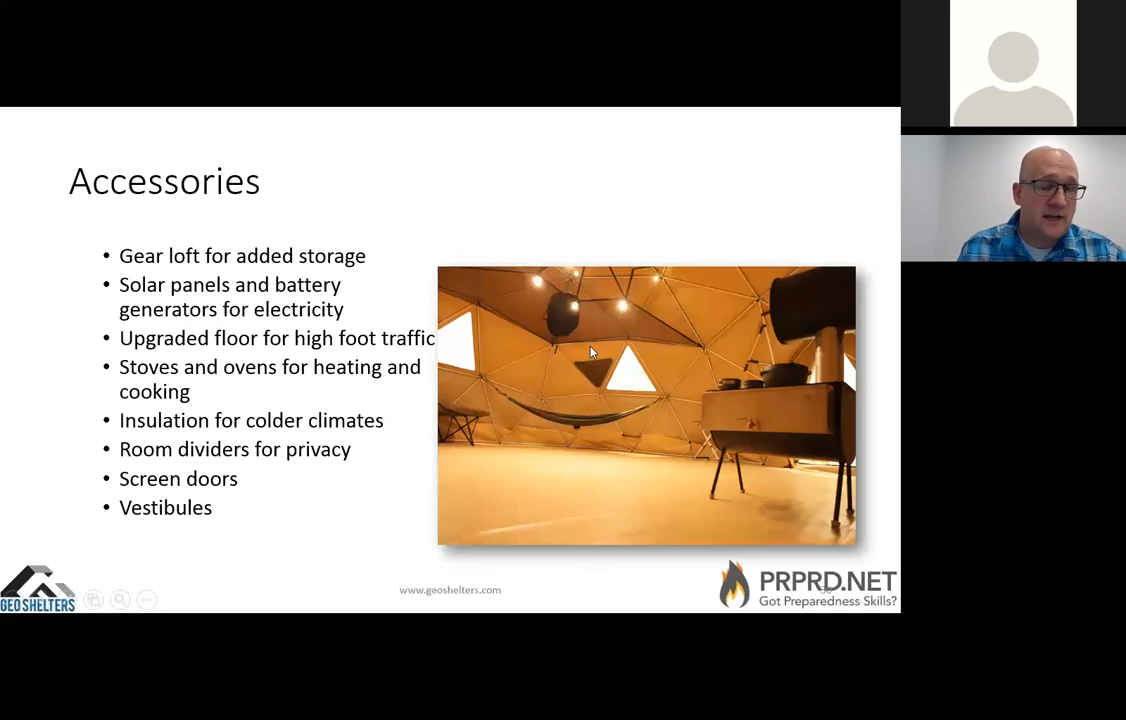 Accessories
• Gear loft for added storage
• Solar panels and battery
generators for electricity
• Upgraded floor for high foot traffic
• Stoves and ovens for heating and
cooking
• Insulation for colder climates
• Room dividers for privacy
• Screen doors
• Vestibules
GEO SHELTERS
www.geoshelters.com
PRPRD.NET
Got Preparedness Skills?